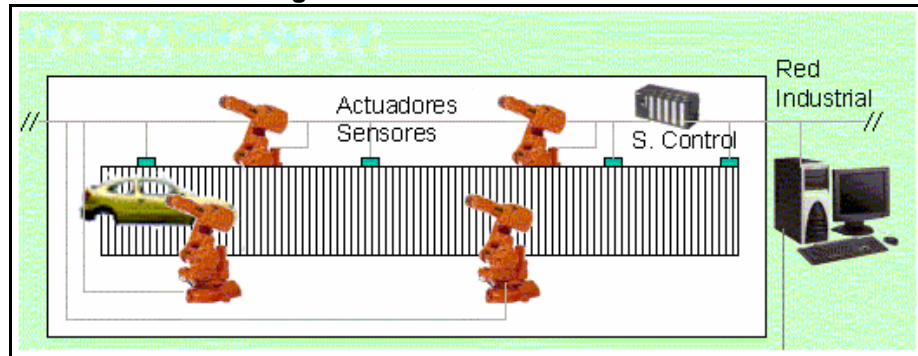 Actuadores
Sensores
S. Control
Red
Industrial
//
//